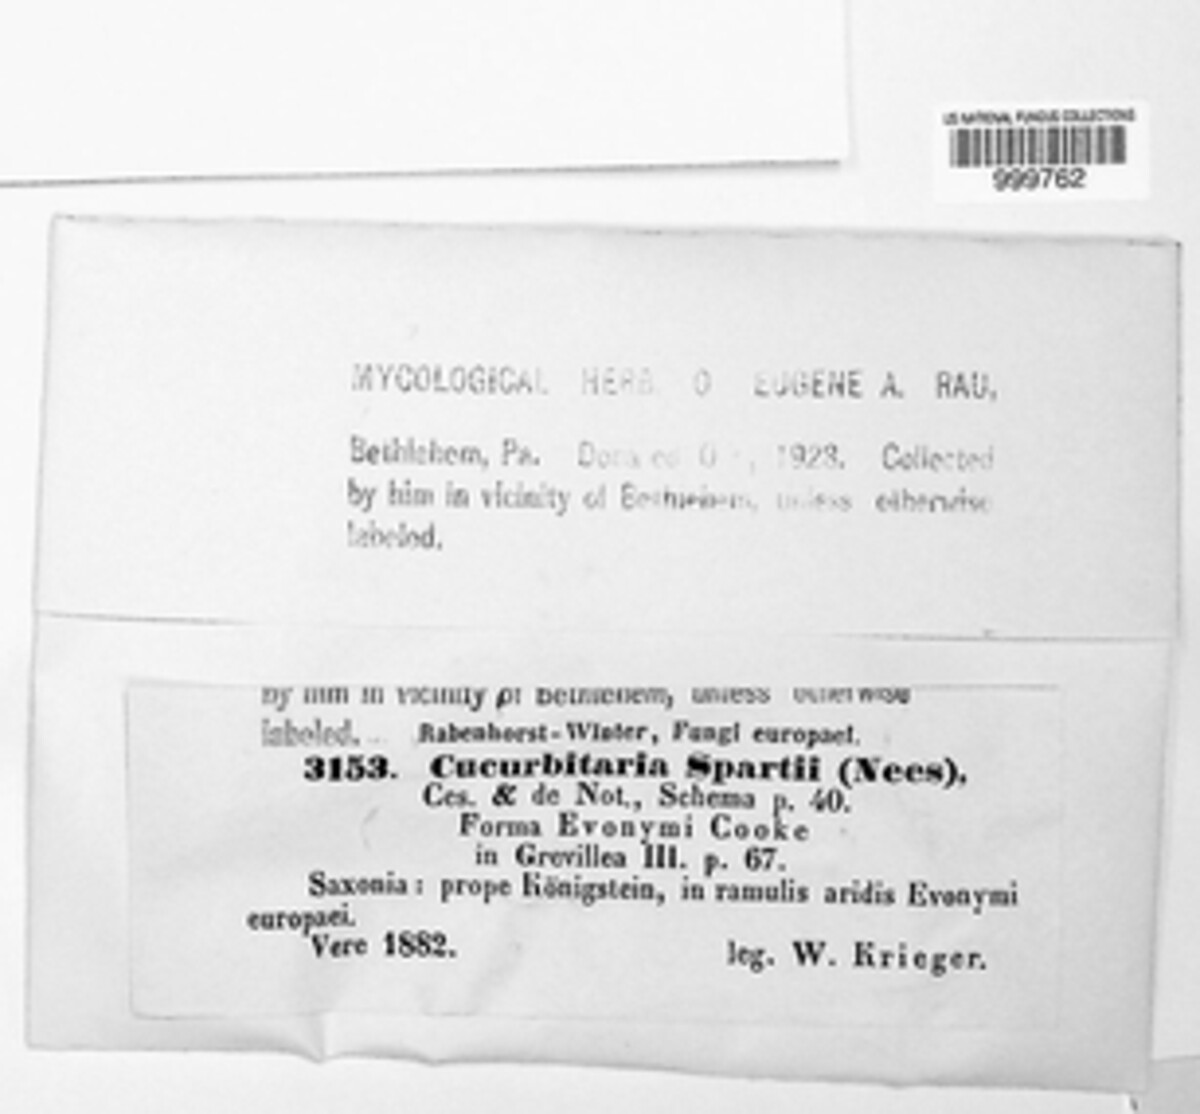 US NATIONAL FUNGUS COLLECTIONS
999762
MYCOLOGICAL HERB. O EUGENE A. RAU,
Bethlehem, Pa. 1923. Collected
by him in vicinity of Bethlehem, unless otherwise
labeled.
by him in vicinity of Bethlehem, unless otherwise
labeled. Rabenhorst-Winter, Fungi europaei.
3153. Cucurbitaria Spartii (Nees),
Ces. & de Not., Schema p. 40.
Forma Evonymi Cooke
in Grevillea III. p. 67.
Saxonia: prope Königstein, in ramulis aridis Evonymi
europaei.
Vere 1882. leg. W. Krieger.